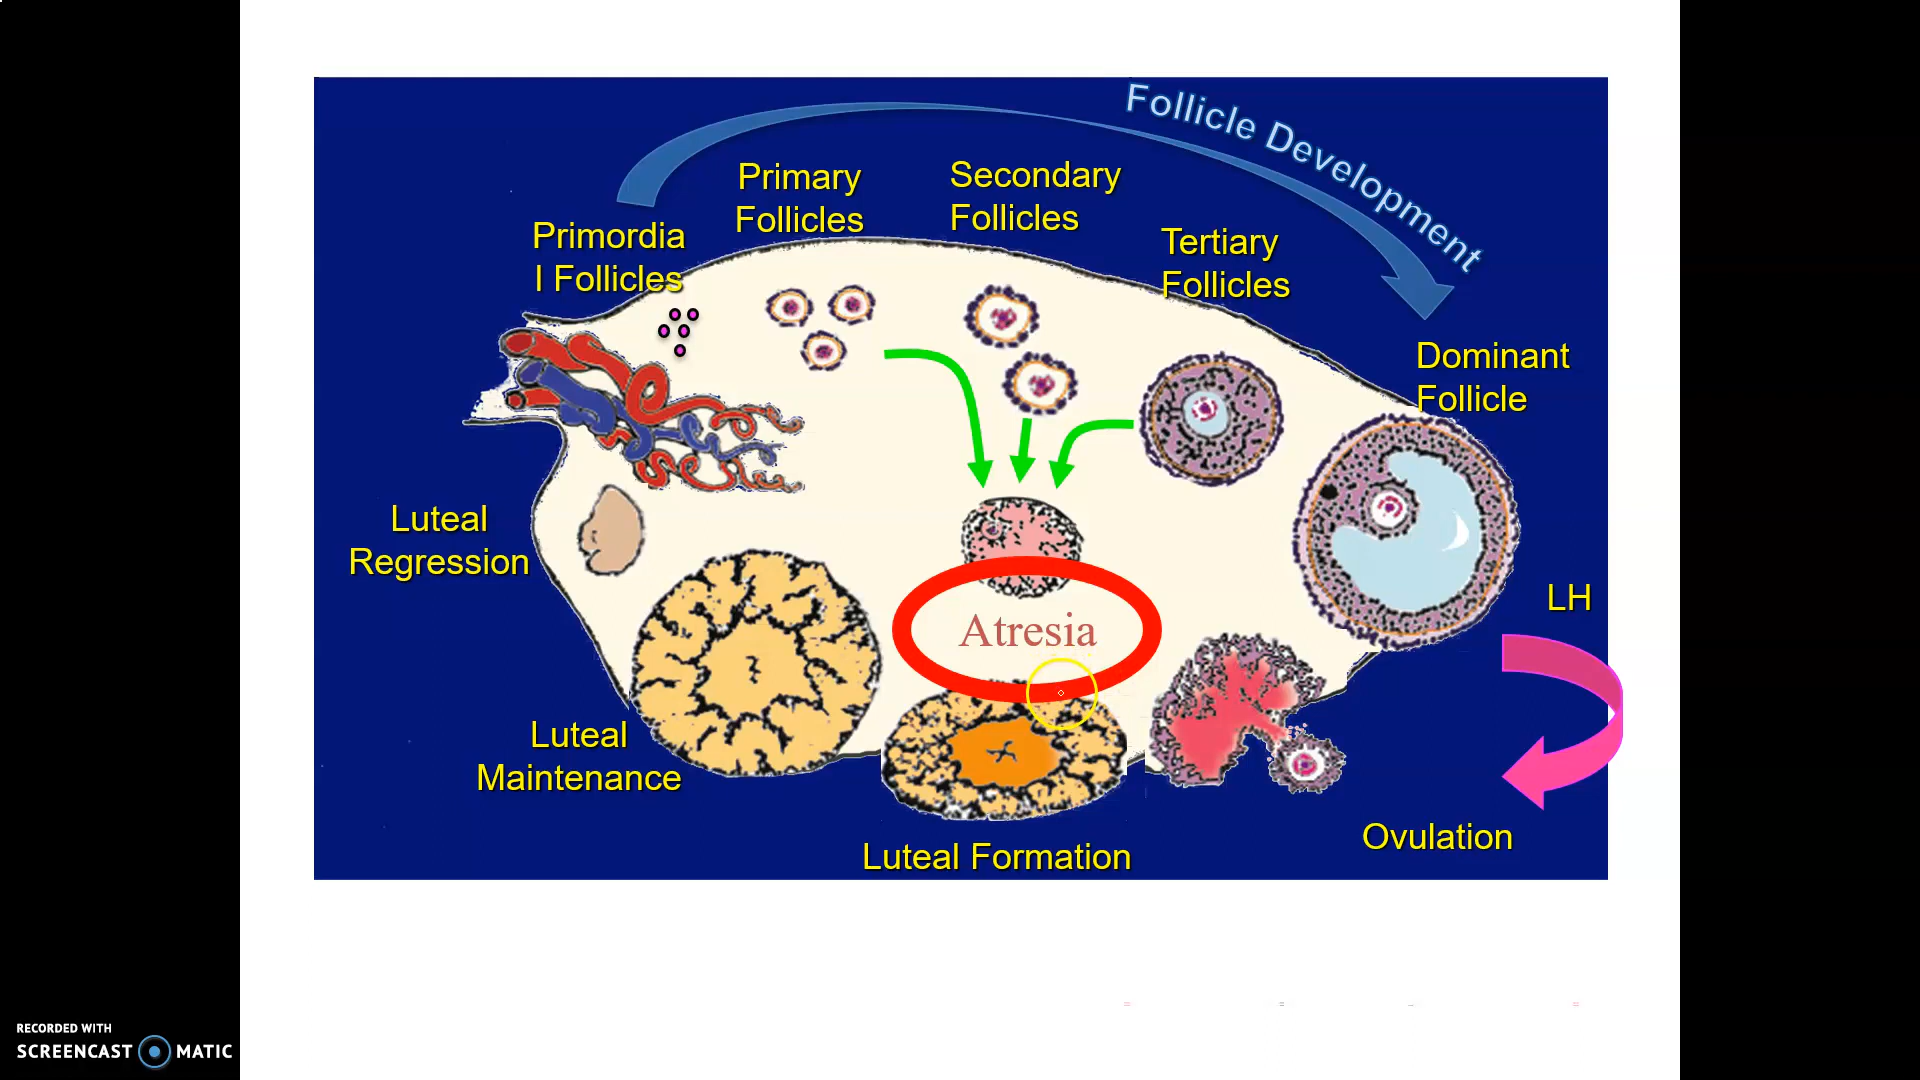 Follicle Development
Primary
Follicles
Secondary
Follicles
Primordia
l Follicles
Tertiary
Follicles
Dominant
Follicle
Luteal
Regression
LH
Atresia
Luteal
Maintenance
Ovulation
Luteal Formation
RECORDED WITH
SCREENCAST MATIC